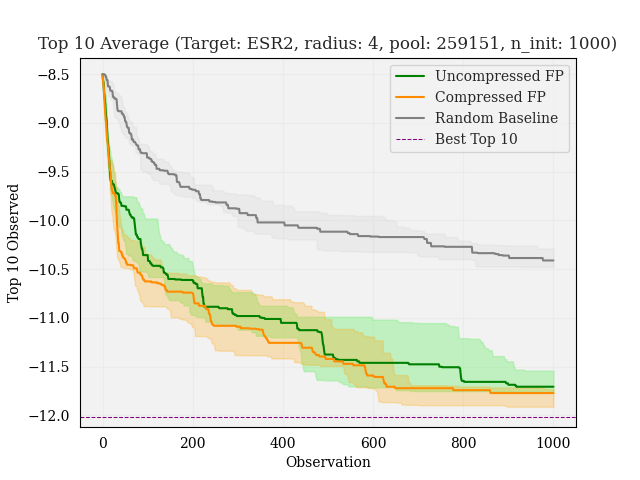 Top 10 Average (Target: ESR2, radius: 4, pool: 259151, n_init: 1000)
Uncompressed FP
Compressed FP
Random Baseline
Best Top 10
Top 10 Observed
−8.5
−9.0
−9.5
−10.0
−10.5
−11.0
−11.5
−12.0
0 200 400 600 800 1000
Observation